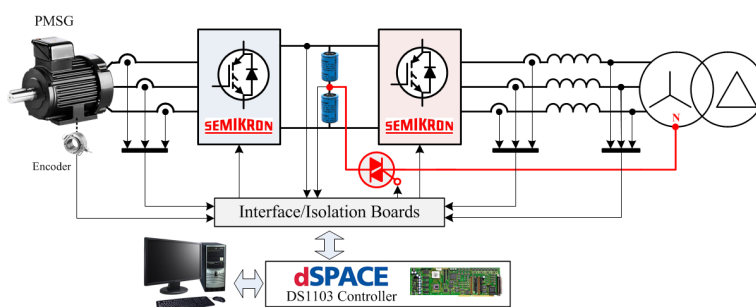 PMSG
SEMIKRON
SEMIKRON
N
Encoder
Interface/Isolation Boards
dSPACE
DS1103 Controller